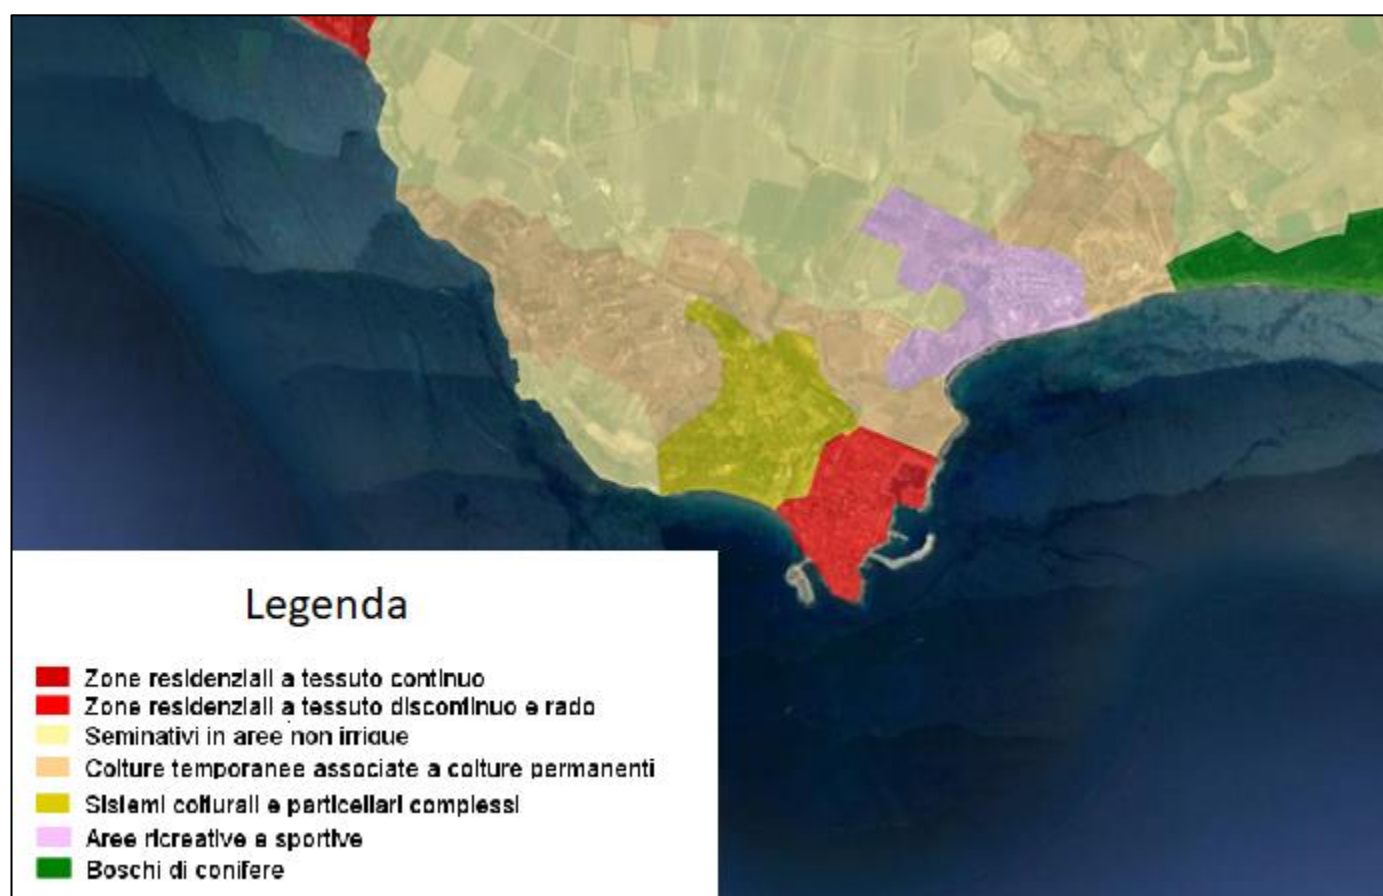 Legenda
Zone residenziali a tessuto continuo
Zone residenziali a tessuto discontinuo e rado
Seminativi in aree non irrigue
Colture temporanee associate a colture permanenti
Sistemi colturali e particellari complessi
Aree ricreative e sportive
Boschi di conifere